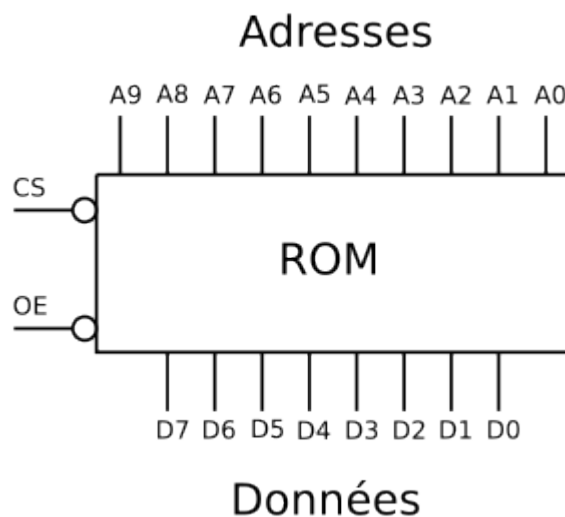 Adresses
A9 A8 A7 A6 A5 A4 A3 A2 A1 A0
CS
ROM
OE
D7 D6 D5 D4 D3 D2 D1 D0
Données